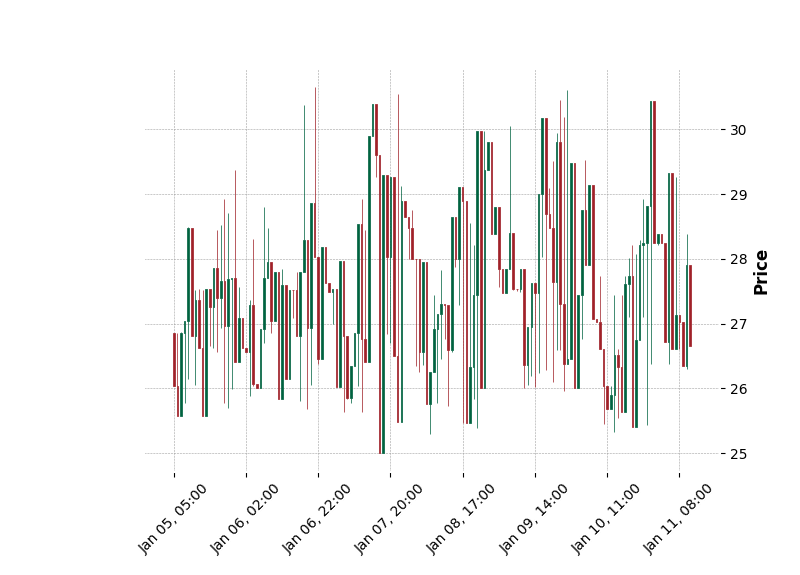 30
29
28
27
26
25
Price
Jan 05, 05:00
Jan 06, 02:00
Jan 06, 22:00
Jan 07, 20:00
Jan 08, 17:00
Jan 09, 14:00
Jan 10, 11:00
Jan 11, 08:00